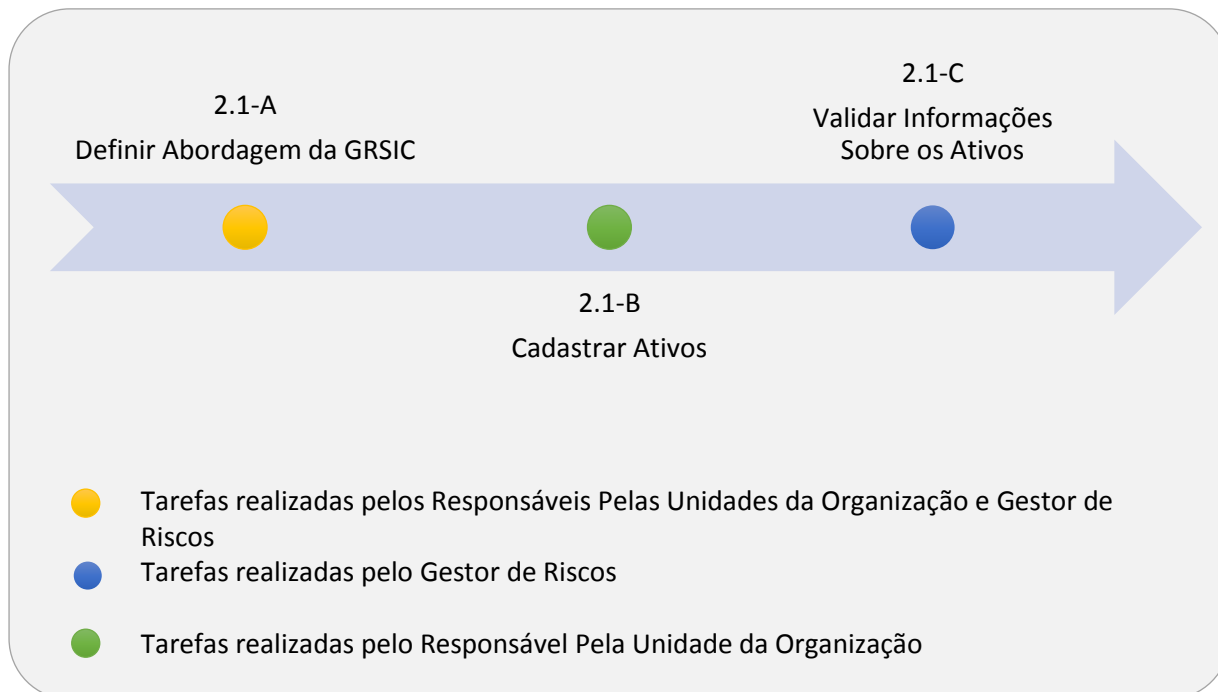 2.1-A
Definir Abordagem da GRSIC
2.1-C
Validar Informações
Sobre os Ativos
2.1-B
Cadastrar Ativos
Tarefas realizadas pelos Responsáveis Pelas Unidades da Organização e Gestor de
Riscos
Tarefas realizadas pelo Gestor de Riscos
Tarefas realizadas pelo Responsável Pela Unidade da Organização